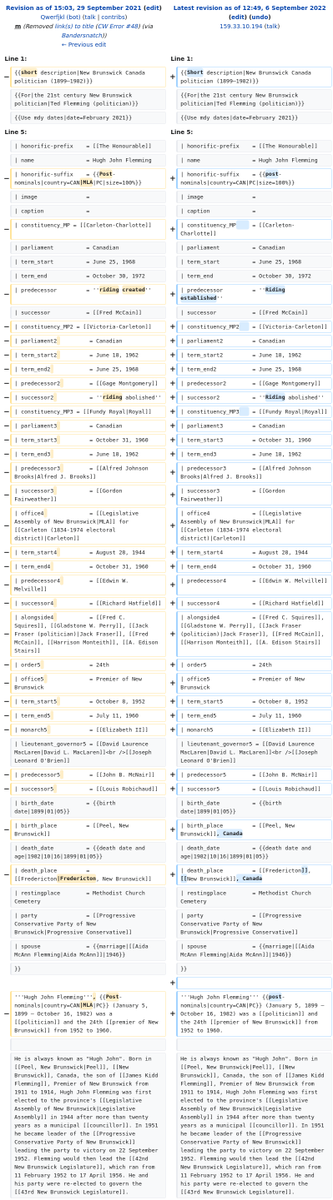 Revision as of 15:03, 29 September 2021 (edit)
Qwerfjkl (bot) (talk | contribs)
m (Removed link(s) to title (CW Error #48) (via
Bandersnatch))
← Previous edit
Latest revision as of 12:49, 6 September 2022
(edit) (undo)
159.33.10.194 (talk)
Line 1:
Line 1:
− {{short description|New Brunswick Canada
politician (1899–1982)}}
+ {{Short description|New Brunswick Canada
politician (1899–1982)}}
{{For|the 21st century New Brunswick
politician|Ted Flemming (politician)}}
{{For|the 21st century New Brunswick
politician|Ted Flemming (politician)}}
{{Use mdy dates|date=February 2021}}
{{Use mdy dates|date=February 2021}}
Line 5:
Line 5:
| honorific-prefix = [[The Honourable]]
| honorific-prefix = [[The Honourable]]
| name = Hugh John Flemming
| name = Hugh John Flemming
− | honorific-suffix = {{Post-
nominals|country=CAN|MLA|PC|size=100%}}
+ | honorific-suffix = {{post-
nominals|country=CAN|PC|size=100%}}
| image =
| image =
| caption =
| caption =
− | constituency_MP = [[Carleton-Charlotte]]
+ | constituency_MP = [[Carleton-
Charlotte]]
| parliament = Canadian
| parliament = Canadian
| term_start = June 25, 1968
| term_start = June 25, 1968
| term_end = October 30, 1972
| term_end = October 30, 1972
− | predecessor = ''riding created''
+ | predecessor = ''Riding
established''
| successor = [[Fred McCain]]
| successor = [[Fred McCain]]
− | constituency_MP2 = [[Victoria-Carleton]]
+ | constituency_MP2 = [[Victoria-Carleton]]
− | parliament2 = Canadian
+ | parliament2 = Canadian
− | term_start2 = June 18, 1962
+ | term_start2 = June 18, 1962
− | term_end2 = June 25, 1968
+ | term_end2 = June 25, 1968
− | predecessor2 = [[Gage Montgomery]]
+ | predecessor2 = [[Gage Montgomery]]
− | successor2 = ''riding abolished''
+ | successor2 = ''Riding abolished''
− | constituency_MP3 = [[Fundy Royal|Royal]]
+ | constituency_MP3 = [[Fundy Royal|Royal]]
− | parliament3 = Canadian
+ | parliament3 = Canadian
− | term_start3 = October 31, 1960
+ | term_start3 = October 31, 1960
− | term_end3 = June 18, 1962
+ | term_end3 = June 18, 1962
− | predecessor3 = [[Alfred Johnson
Brooks|Alfred J. Brooks]]
+ | predecessor3 = [[Alfred Johnson
Brooks|Alfred J. Brooks]]
− | successor3 = [[Gordon
Fairweather]]
+ | successor3 = [[Gordon
Fairweather]]
− | office4 = [[Legislative
Assembly of New Brunswick|MLA]] for
[[Carleton (1834-1974 electoral
district)|Carleton]]
+ | office4 = [[Legislative
Assembly of New Brunswick|MLA]] for
[[Carleton (1834-1974 electoral
district)|Carleton]]
− | term_start4 = August 28, 1944
+ | term_start4 = August 28, 1944
− | term_end4 = October 31, 1960
+ | term_end4 = October 31, 1960
− | predecessor4 = [[Edwin W.
Melville]]
+ | predecessor4 = [[Edwin W. Melville]]
− | successor4 = [[Richard Hatfield]]
+ | successor4 = [[Richard Hatfield]]
− | alongside4 = [[Fred C.
Squires]], [[Gladstone W. Perry]], [[Jack
Fraser (politician)|Jack Fraser]], [[Fred
McCain]], [[Harrison Monteith]], [[A. Edison
Stairs]]
+ | alongside4 = [[Fred C. Squires]],
[[Gladstone W. Perry]], [[Jack Fraser
(politician)|Jack Fraser]], [[Fred McCain]],
[[Harrison Monteith]], [[A. Edison Stairs]]
− | order5 = 24th
+ | order5 = 24th
− | office5 = Premier of New
Brunswick
+ | office5 = Premier of New
Brunswick
− | term_start5 = October 8, 1952
+ | term_start5 = October 8, 1952
− | term_end5 = July 11, 1960
+ | term_end5 = July 11, 1960
− | monarch5 = [[Elizabeth II]]
+ | monarch5 = [[Elizabeth II]]
| lieutenant_governor5 = [[David Laurence
MacLaren|David L. MacLaren]]<br />[[Joseph
Leonard O'Brien]]
| lieutenant_governor5 = [[David Laurence
MacLaren|David L. MacLaren]]<br />[[Joseph
Leonard O'Brien]]
− | predecessor5 = [[John B. McNair]]
+ | predecessor5 = [[John B. McNair]]
− | successor5 = [[Louis Robichaud]]
+ | successor5 = [[Louis Robichaud]]
| birth_date = {{birth
date|1899|01|05}}
| birth_date = {{birth
date|1899|01|05}}
− | birth_place = [[Peel, New
Brunswick]]
+ | birth_place = [[Peel, New
Brunswick]], Canada
| death_date = {{death date and
age|1982|10|16|1899|01|05}}
| death_date = {{death date and
age|1982|10|16|1899|01|05}}
− | death_place =
[[Fredericton|Fredericton, New Brunswick]]
+ | death_place = [[Fredericton]],
[[New Brunswick]], Canada
| restingplace = Methodist Church
Cemetery
| restingplace = Methodist Church
Cemetery
| party = [[Progressive
Conservative Party of New
Brunswick|Progressive Conservative]]
| party = [[Progressive
Conservative Party of New
Brunswick|Progressive Conservative]]
| spouse = {{marriage|[[Aida
McAnn Flemming|Aida McAnn]]|1946}}
| spouse = {{marriage|[[Aida
McAnn Flemming|Aida McAnn]]|1946}}
}}
}}
+
− '''Hugh John Flemming''', {{Post-
nominals|country=CAN|MLA|PC}} (January 5,
1899 – October 16, 1982) was a
[[politician]] and the 24th [[premier of New
Brunswick]] from 1952 to 1960.
+ '''Hugh John Flemming''' {{post-
nominals|country=CAN|PC}} (January 5, 1899 –
October 16, 1982) was a [[politician]] and
the 24th [[premier of New Brunswick]] from
1952 to 1960.
He is always known as "Hugh John". Born in
[[Peel, New Brunswick|Peel]], [[New
Brunswick]], Canada, the son of [[James Kidd
Flemming]], Premier of New Brunswick from
1911 to 1914, Hugh John Flemming was first
elected to the province's [[Legislative
Assembly of New Brunswick|Legislative
Assembly]] in 1944 after more than twenty
years as a municipal [[councillor]]. In 1951
he became leader of the [[Progressive
Conservative Party of New Brunswick]]
leading the party to victory on 22 September
1952. Flemming would then lead the [[42nd
New Brunswick Legislature]], which ran from
11 February 1952 to 17 April 1956. He and
his party were re-elected to govern the
[[43rd New Brunswick Legislature]].
He is always known as "Hugh John". Born in
[[Peel, New Brunswick|Peel]], [[New
Brunswick]], Canada, the son of [[James Kidd
Flemming]], Premier of New Brunswick from
1911 to 1914, Hugh John Flemming was first
elected to the province's [[Legislative
Assembly of New Brunswick|Legislative
Assembly]] in 1944 after more than twenty
years as a municipal [[councillor]]. In 1951
he became leader of the [[Progressive
Conservative Party of New Brunswick]]
leading the party to victory on 22 September
1952. Flemming would then lead the [[42nd
New Brunswick Legislature]], which ran from
11 February 1952 to 17 April 1956. He and
his party were re-elected to govern the
[[43rd New Brunswick Legislature]].